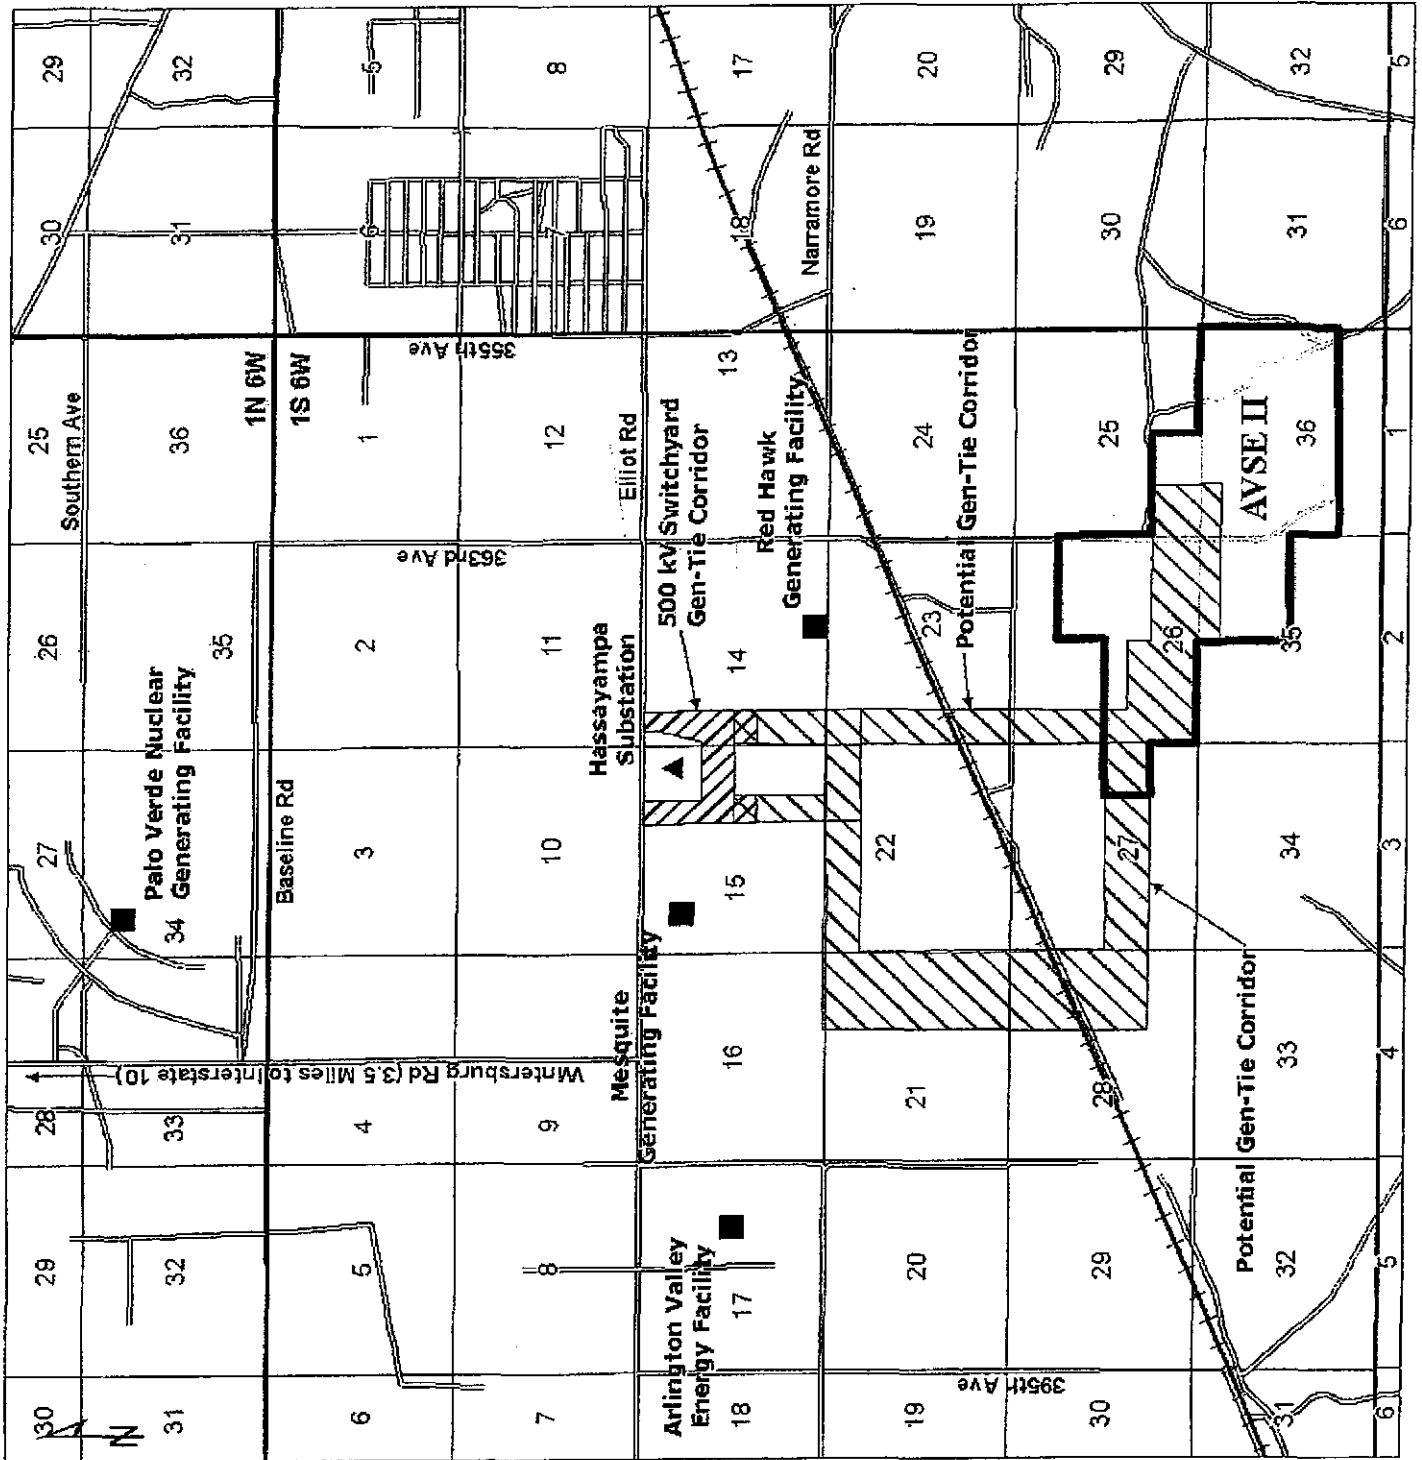 30
29
28
27
26
25
30
29
N
Southern Ave
31
32
33
34
35
36
31
32
Palo Verde Nuclear
Generating Facility
Wintersburg Rd (3.5 Miles to Interstate 10)
1N 6W
1S 6W
Baseline Rd
6
5
4
3
2
1
6
5
363rd Ave
355th Ave
7
8
9
10
11
12
8
Hassayampa
Substation
Elliot Rd
Mesquite
Generating Facility
Arlington Valley
Energy Facility
500 kV Switchyard
Gen-Tie Corridor
18
17
16
15
14
13
18
17
Red Hawk
Generating Facility
Narramore Rd
19
20
21
22
23
24
19
20
Potential Gen-Tie Corridor
395th Ave
30
29
28
27
26
25
30
29
Potential Gen-Tie Corridor
AVSE II
31
32
33
34
35
36
31
32
6
5
4
3
2
1
6
5